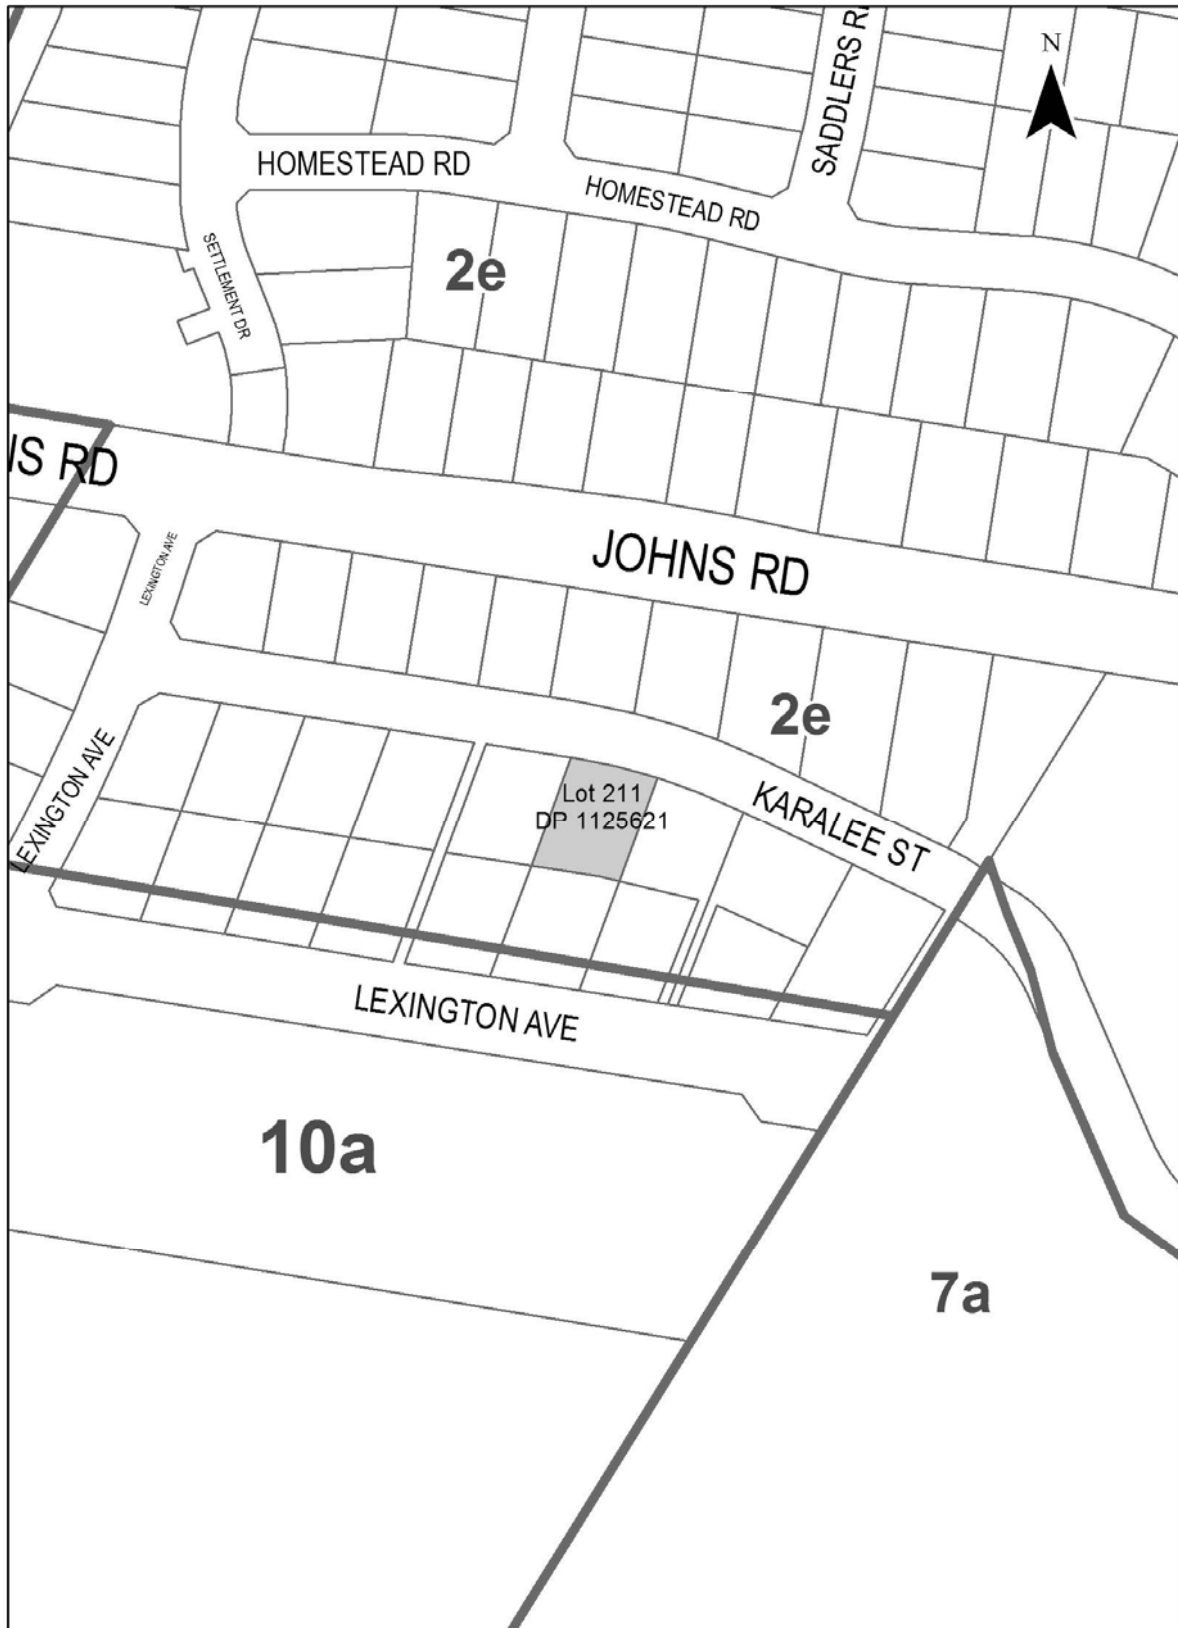 N
SADDLERS R
HOMESTEAD RD
HOMESTEAD RD
SETTLEMENT DR
2e
NS RD
LEXINGTON AVE
JOHNS RD
2e
LEXINGTON AVE
Lot 211
DP 1125621
KARALEE ST
LEXINGTON AVE
10a
7a